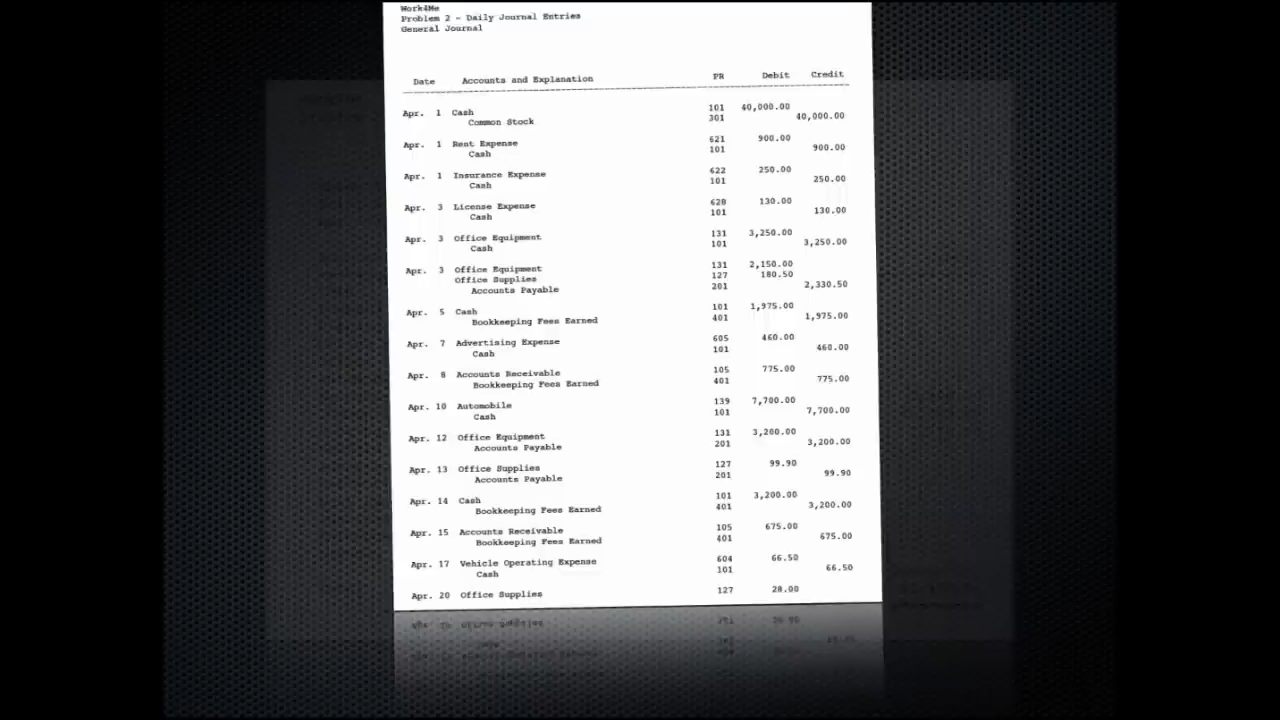 Work4Me
Problem 2 - Daily Journal Entries
General Journal
Date Accounts and Explanation PR Debit Credit
Apr. 1 Cash 101 40,000.00
Common Stock 301 40,000.00
Apr. 1 Rent Expense 621 900.00
Cash 101 900.00
Apr. 1 Insurance Expense 622 250.00
Cash 101 250.00
Apr. 3 License Expense 628 130.00
Cash 101 130.00
Apr. 3 Office Equipment 131 3,250.00
Cash 101 3,250.00
Apr. 3 Office Equipment 131 2,150.00
Office Supplies 127 180.50
Accounts Payable 201 2,330.50
Apr. 5 Cash 101 1,975.00
Bookkeeping Fees Earned 401 1,975.00
Apr. 7 Advertising Expense 605 460.00
Cash 101 460.00
Apr. 8 Accounts Receivable 105 775.00
Bookkeeping Fees Earned 401 775.00
Apr. 10 Automobile 139 7,700.00
Cash 101 7,700.00
Apr. 12 Office Equipment 131 3,200.00
Accounts Payable 201 3,200.00
Apr. 13 Office Supplies 127 99.90
Accounts Payable 201 99.90
Apr. 14 Cash 101 3,200.00
Bookkeeping Fees Earned 401 3,200.00
Apr. 15 Accounts Receivable 105 675.00
Bookkeeping Fees Earned 401 675.00
Apr. 17 Vehicle Operating Expense 604 66.50
Cash 101 66.50
Apr. 20 Office Supplies 127 28.00